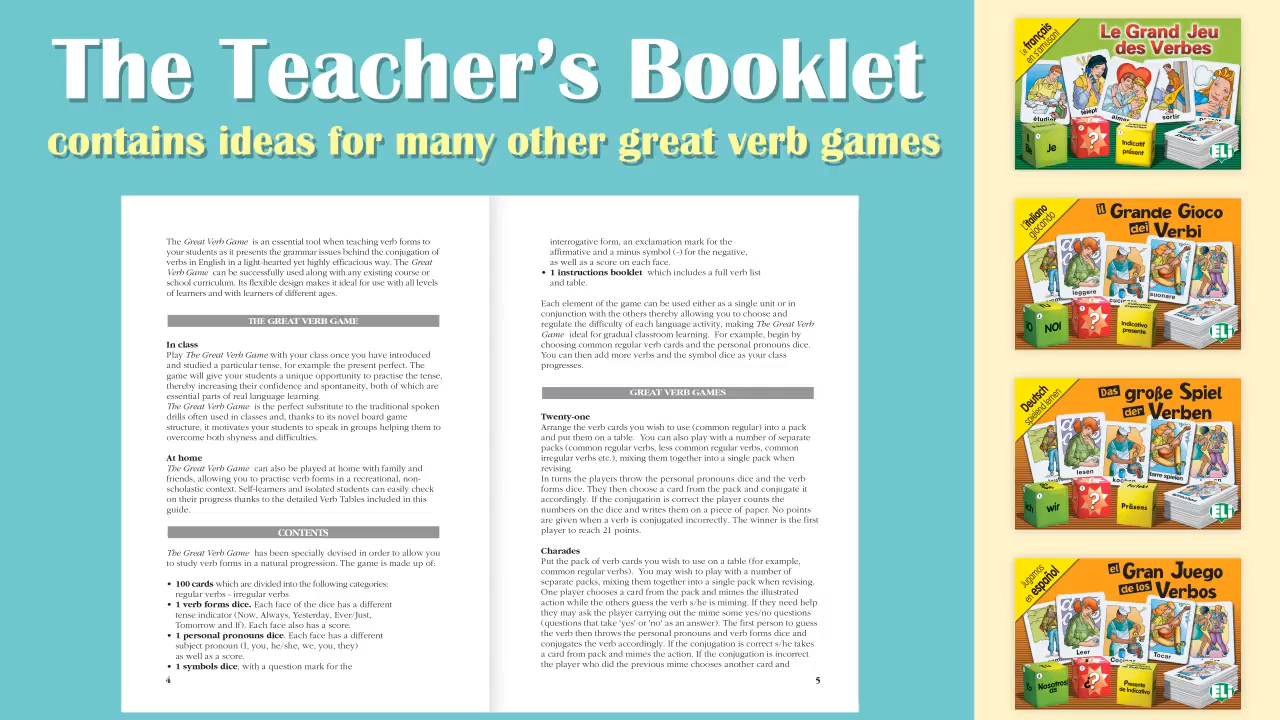 The Teacher's Booklet
contains ideas for many other great verb games
The Great Verb Game is an essential tool when teaching verb forms to
your students as it presents the grammar issues behind the conjugation of
verbs in English in a light-hearted yet highly efficacious way. The Great
Verb Game can be successfully used along with any existing course or
school curriculum. Its flexible design makes it ideal for use with all levels
of learners and with learners of different ages.
THE GREAT VERB GAME
In class
Play The Great Verb Game with your class once you have introduced
and studied a particular tense, for example the present perfect. The
game will give your students a unique opportunity to practise the tense,
thereby increasing their confidence and spontaneity, both of which are
essential parts of real language learning.
The Great Verb Game is the perfect substitute to the traditional spoken
drills often used in classes and, thanks to its novel board game
structure, it motivates your students to speak in groups helping them to
overcome both shyness and difficulties.
At home
The Great Verb Game can also be played at home with family and
friends, allowing you to practise verb forms in a recreational, non-
scholastic context. Self-learners and isolated students can easily check
on their progress thanks to the detailed Verb Tables included in this
guide.
CONTENTS
The Great Verb Game has been specially devised in order to allow you
to study verb forms in a natural progression. The game is made up of:
• 100 cards which are divided into the following categories:
regular verbs - irregular verbs
• 1 verb forms dice. Each face of the dice has a different
tense indicator (Now, Always, Yesterday, Ever/Just,
Tomorrow and If). Each face also has a score.
• 1 personal pronouns dice. Each face has a different
subject pronoun (I, you, he/she, we, you, they)
as well as a score.
• 1 symbols dice, with a question mark for the
4
interrogative form, an exclamation mark for the
affirmative and a minus symbol (-) for the negative,
as well as a score on each face.
• 1 instructions booklet which includes a full verb list
and table.
Each element of the game can be used either as a single unit or in
conjunction with the others thereby allowing you to choose and
regulate the difficulty of each language activity, making The Great Verb
Game ideal for gradual classroom learning. For example, begin by
choosing common regular verb cards and the personal pronouns dice.
You can then add more verbs and the symbol dice as your class
progresses.
GREAT VERB GAMES
Twenty-one
Arrange the verb cards you wish to use (common regular) into a pack
and put them on a table. You can also play with a number of separate
packs (common regular verbs, less common regular verbs, common
irregular verbs etc.), mixing them together into a single pack when
revising.
In turns the players throw the personal pronouns dice and the verb
forms dice. They then choose a card from the pack and conjugate it
accordingly. If the conjugation is correct the player counts the
numbers on the dice and writes them on a piece of paper. No points
are given when a verb is conjugated incorrectly. The winner is the first
player to reach 21 points.
Charades
Put the pack of verb cards you wish to use on a table (for example,
common regular verbs). You may wish to play with a number of
separate packs, mixing them together into a single pack when revising.
One player chooses a card from the pack and mimes the illustrated
action while the others guess the verb s/he is miming. If they need help
they may ask the player carrying out the mime some yes/no questions
(questions that take 'yes' or 'no' as an answer). The first person to guess
the verb then throws the personal pronouns and verb forms dice and
conjugates the verb accordingly. If the conjugation is correct s/he takes
a card from pack and mimes the action. If the conjugation is incorrect
the player who did the previous mime chooses another card and
5
Le français
en s'amusant
Le Grand Jeu
des Verbes
sortir
Je
?
Indicatif
présent
ELi
L'italiano
giocando
il Grande Gioco
dei Verbi
leggere
suonare
NOI
?
Indicativo
presente
ELi
Deutsch
spielend lernen
Das große Spiel
der Verben
lesen
wir
?
Perfekt
Präsens
ELi
Jugamos
en español
el Gran Juego
de los Verbos
Leer
Tocar
Yo
Nosotros
as
¿?
Presente
de Indicativo
ELi